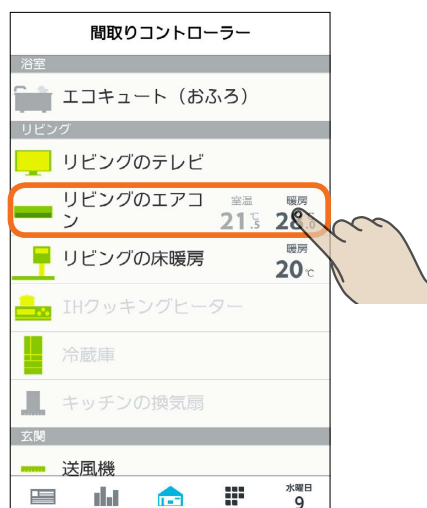 間取りコントローラー
浴室
エコキュート（おふろ）
リビング
リビングのテレビ
リビングのエアコ
ン
室温
21℃.5
暖房
28
.0
リビングの床暖房
暖房
20℃
IHクッキングヒーター
冷蔵庫
キッチンの換気扇
玄関
送風機
水曜日
9